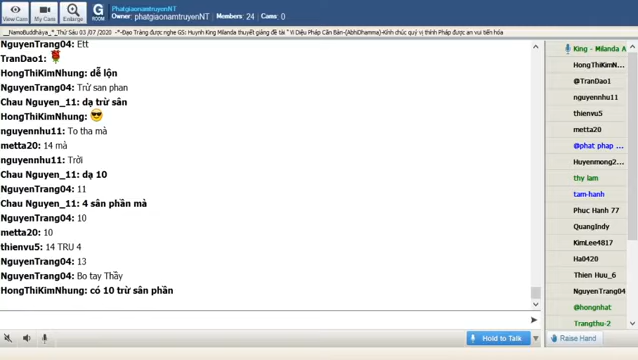 View Cam
My Cam
Enlarge
G
ROOM
PhatgiaonamtruyenNT
Owner: phatgiaonamtruyenNT | Members: 24 | Cams: 0
__NanoBuddhàya_*_Thứ Sáu 03 /07 /2020 -*-Đạo Tràng được nghe GS: Huynh King Milanda thuyết giảng đề tài " Vi Diệu Pháp Căn Bản-(AbhiDhamma)-Kính chúc quý vị thính Pháp được an vui tiến hóa
NguyenTrang04: Ett
TranDao1:
HongThiKimNhung: dễ lộn
NguyenTrang04: Trừ san phan
Chau Nguyen_11: dạ trừ sân
HongThiKimNhung:
nguyennhu11: To tha mà
metta20: 14 mà
nguyennhu11: Trời
Chau Nguyen_11: dạ 10
NguyenTrang04: 11
Chau Nguyen_11: 4 sân phần mà
NguyenTrang04: 10
metta20: 10
thienvu5: 14 TRU 4
NguyenTrang04: 13
NguyenTrang04: Bo tay Thầy
HongThiKimNhung: có 10 trừ sân phần
Hold to Talk
King - Milanda A
HongThiKimN...
@TranDao1
nguyennhu11
thienvu5
metta20
@phat phap ...
Huyenmong2...
thy lam
tam-hanh
Phuc Hanh 77
QuangIndy
KimLee4817
Ha0420
Thien Huu_6
NguyenTrang04
@hongnhat
Trangthu-2
Raise Hand